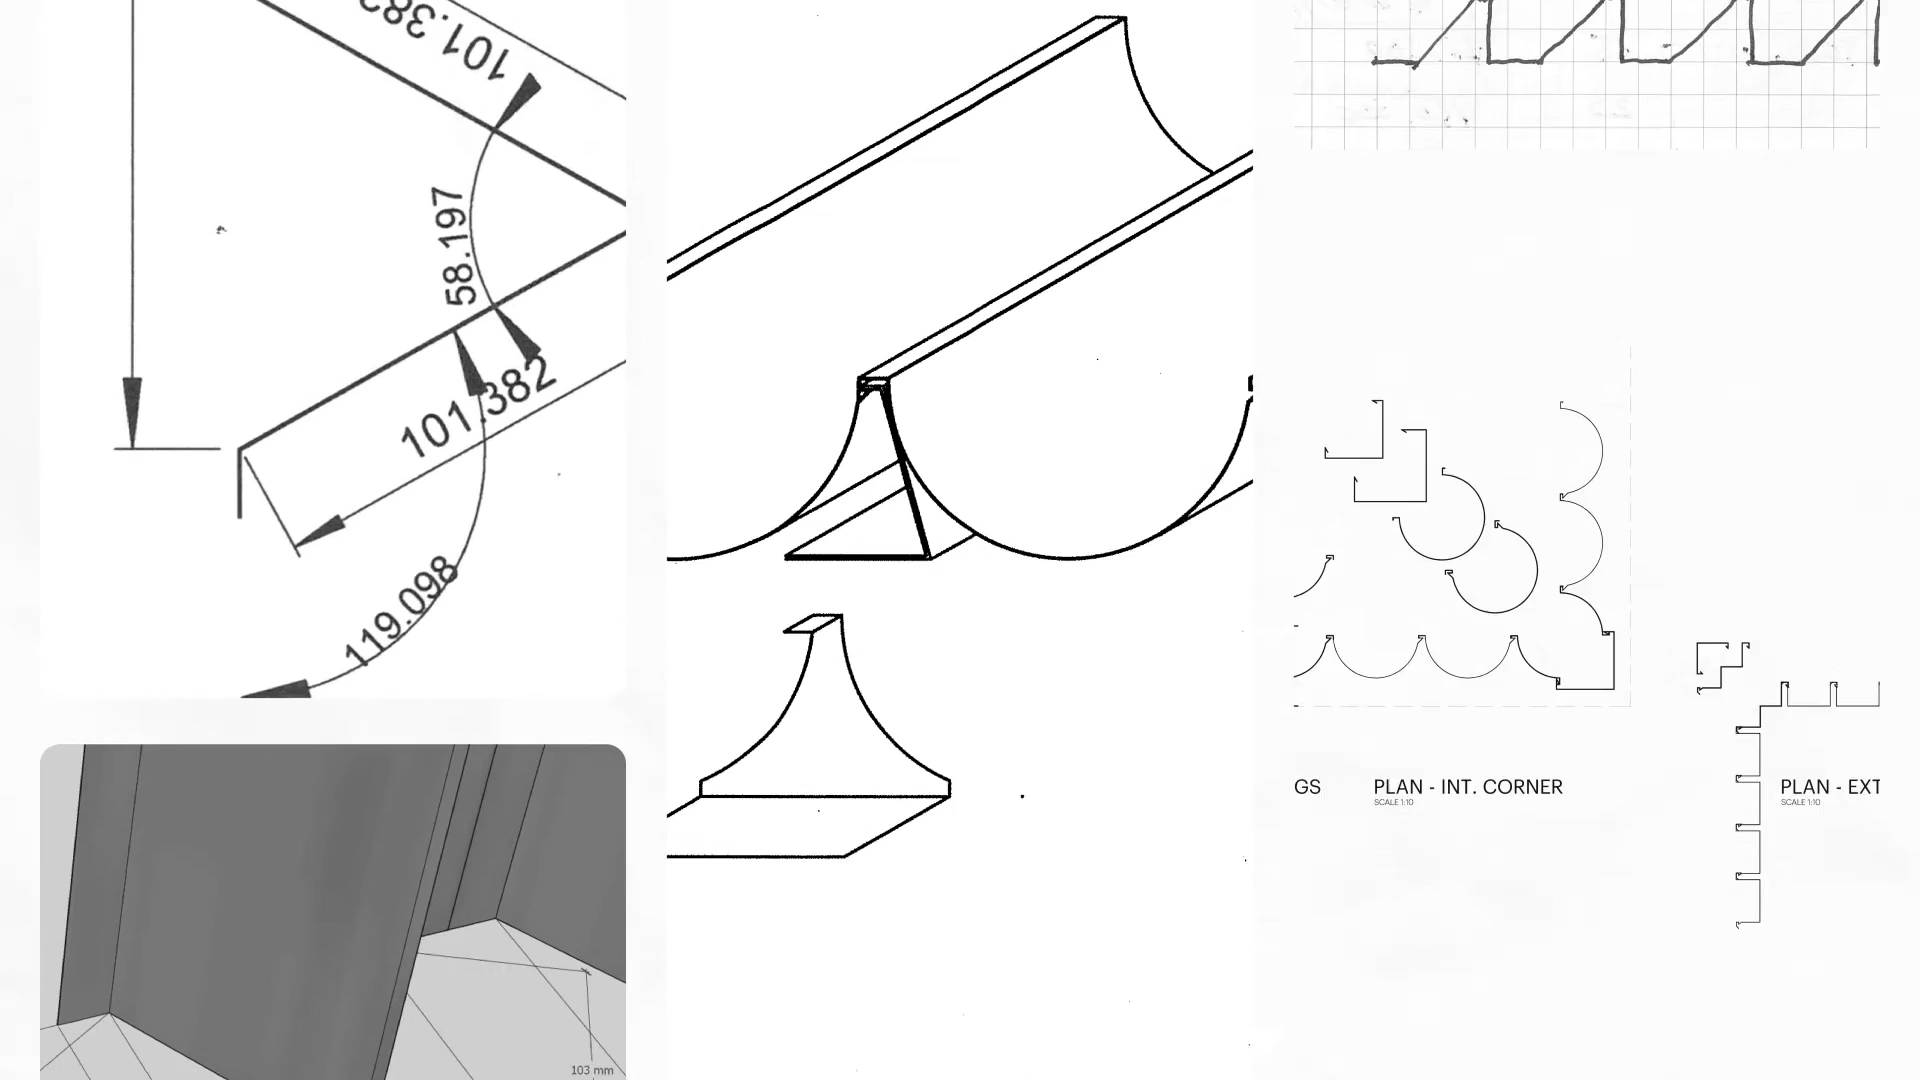 101.382
58.197
101.382
119.098
103 mm
GS
PLAN - INT. CORNER
SCALE 1:10
PLAN - EXT
SCALE 1:10